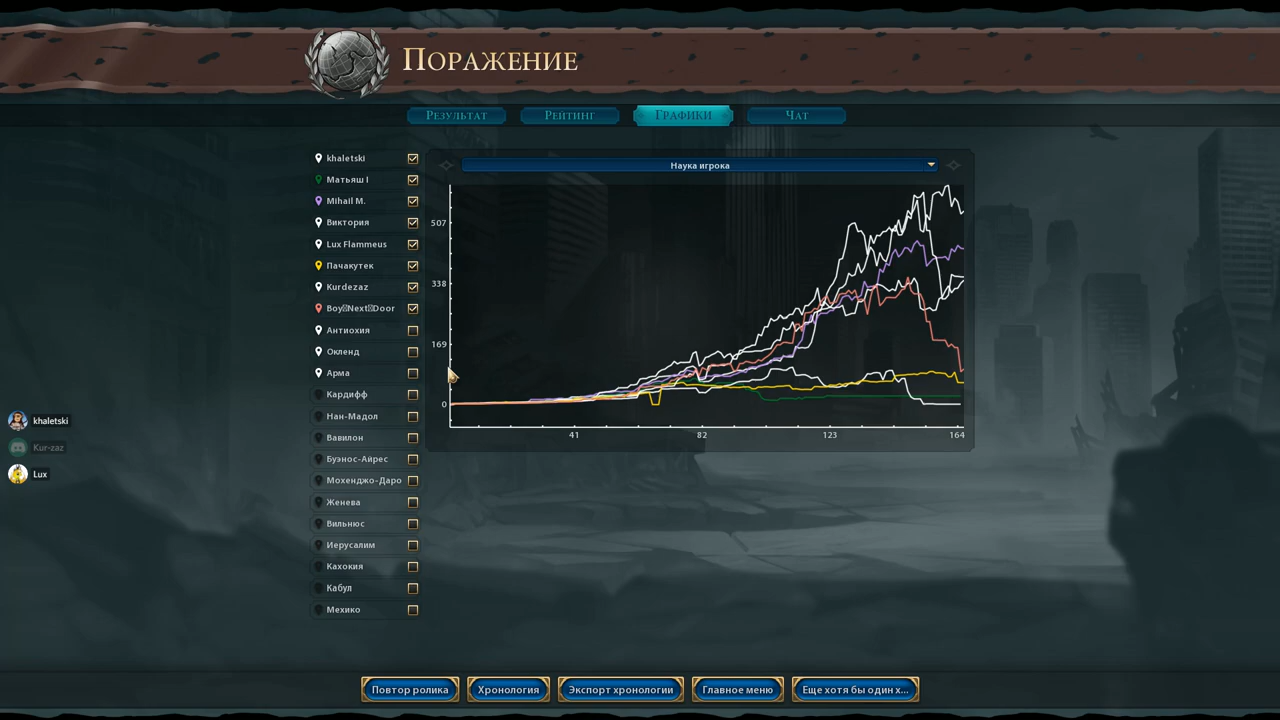 Поражение
Результат
Рейтинг
Графики
Чат
khaletski
Матьяш I
Mihail M.
Виктория
Lux Flammeus
Пачакутек
Kurdezaz
Boy▯Next▯Door
Антиохия
Окленд
Арма
Кардифф
Нан-Мадол
Вавилон
Буэнос-Айрес
Мохенджо-Даро
Женева
Вильнюс
Иерусалим
Кахокия
Кабул
Мехико
Наука игрока
507
338
169
0
41 82 123 164
khaletski
Kur-zaz
Lux
Повтор ролика
Хронология
Экспорт хронологии
Главное меню
Еще хотя бы один х...